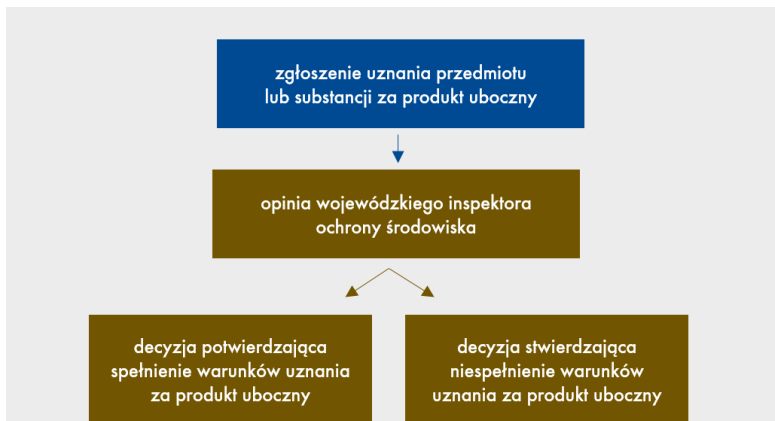 zgłoszenie uznania przedmiotu
lub substancji za produkt uboczny
opinia wojewódzkiego inspektora
ochrony środowiska
decyzja potwierdzająca
spełnienie warunków uznania
za produkt uboczny
decyzja stwierdzająca
niespełnienie warunków
uznania za produkt uboczny